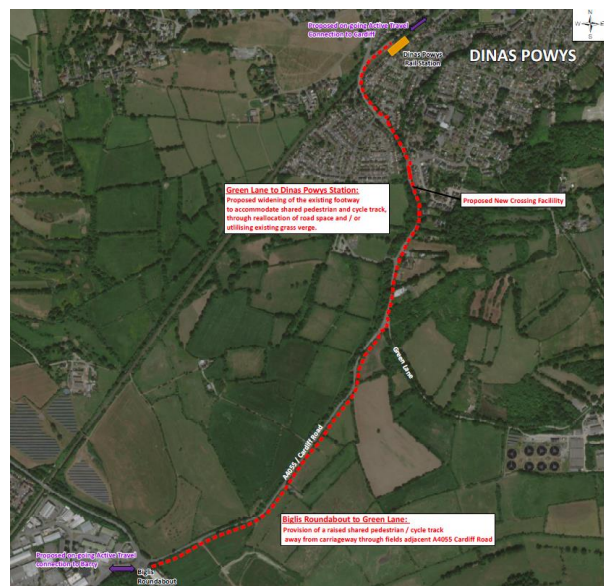 Proposed on-going Active Travel
Connection to Cardiff
N
W
E
S
Dinas Powys
Rail Station
DINAS POWYS
Green Lane to Dinas Powys Station:
Proposed widening of the existing footway
to accommodate shared pedestrian and cycle track,
through reallocation of road space and / or
utilising existing grass verge.
Proposed New Crossing Facility
Green Lane
A4055 / Cardiff Road
Biglis Roundabout to Green Lane:
Provision of a raised shared pedestrian / cycle track
away from carriageway through fields adjacent A4055 Cardiff Road
Proposed on-going Active Travel
connection to Barry
Biglis
Roundabout